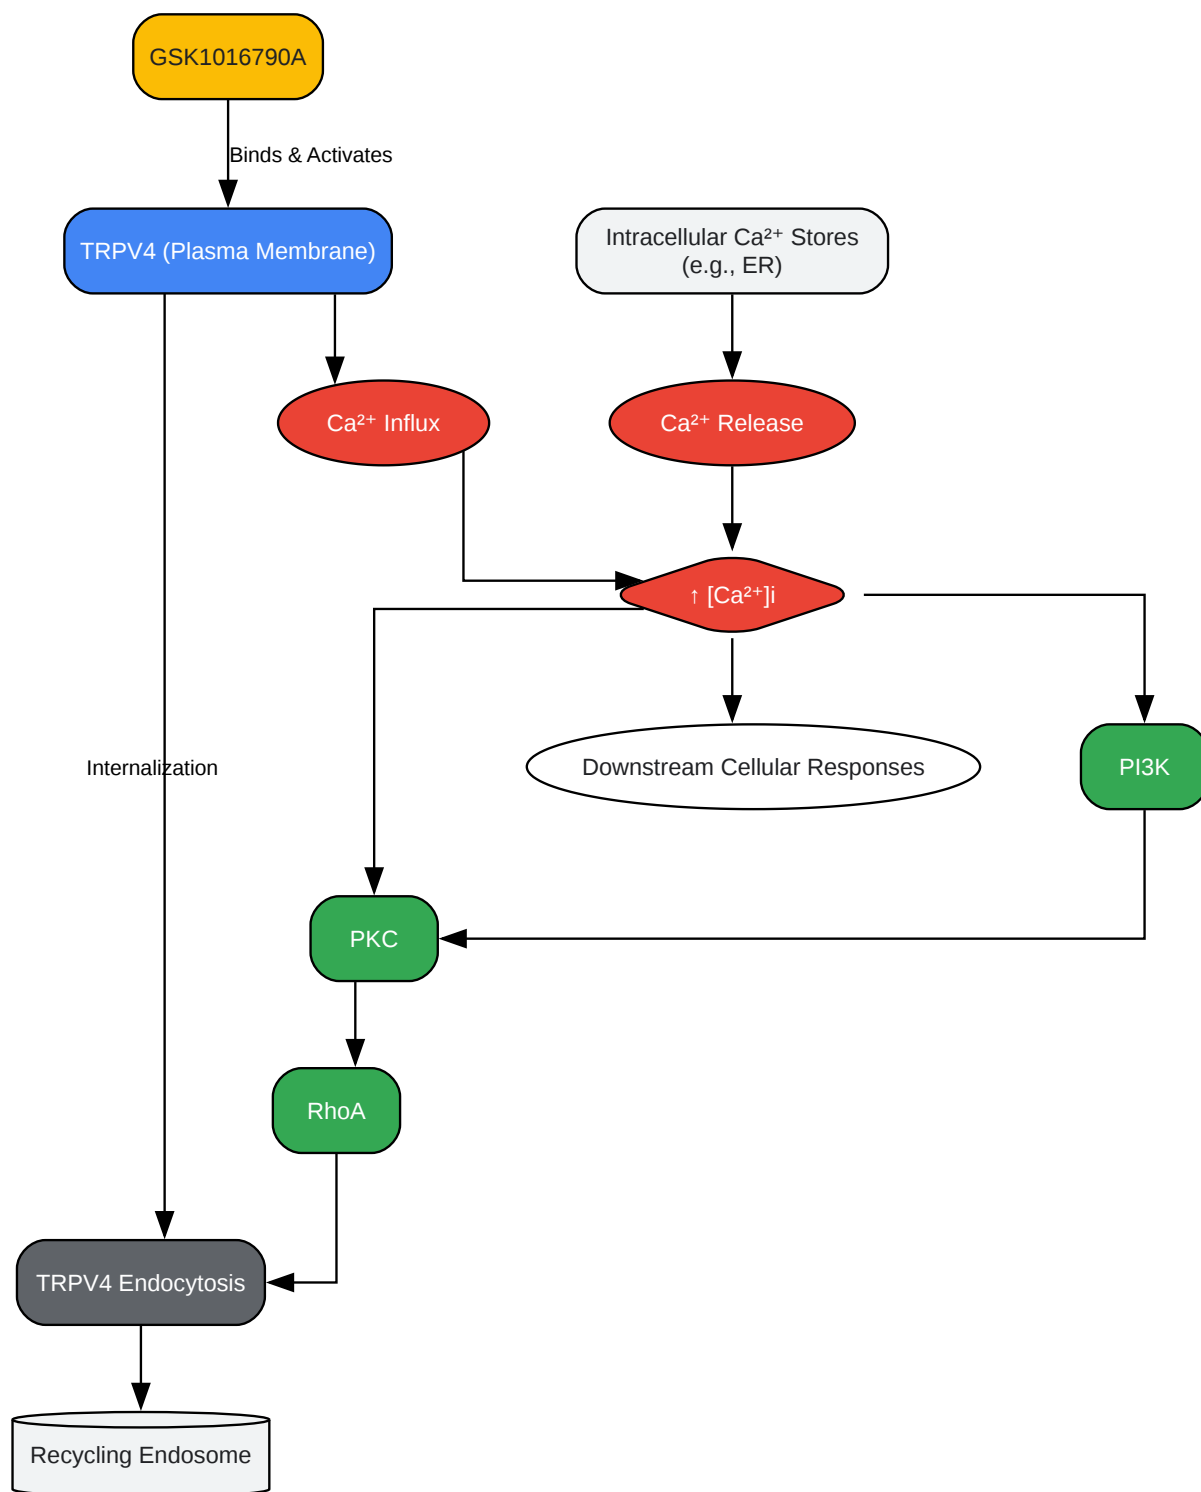 GSK1016790A
Binds & Activates
TRPV4 (Plasma Membrane)
Intracellular Ca²⁺ Stores
(e.g., ER)
Ca²⁺ Influx
Ca²⁺ Release
↑ [Ca²⁺]i
Internalization
Downstream Cellular Responses
PI3K
PKC
RhoA
TRPV4 Endocytosis
Recycling Endosome